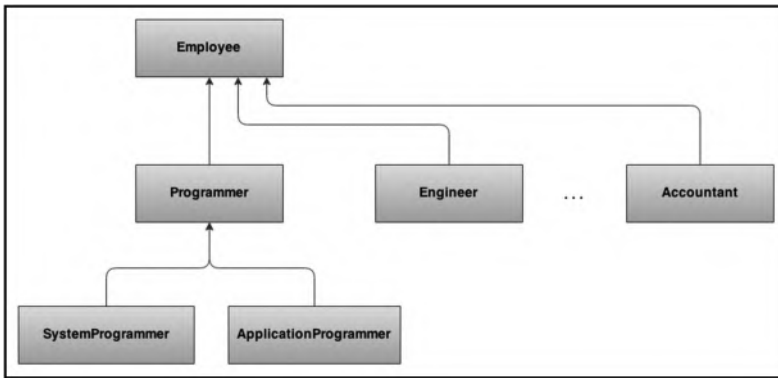 Employee
Programmer
Engineer
...
Accountant
SystemProgrammer
ApplicationProgrammer